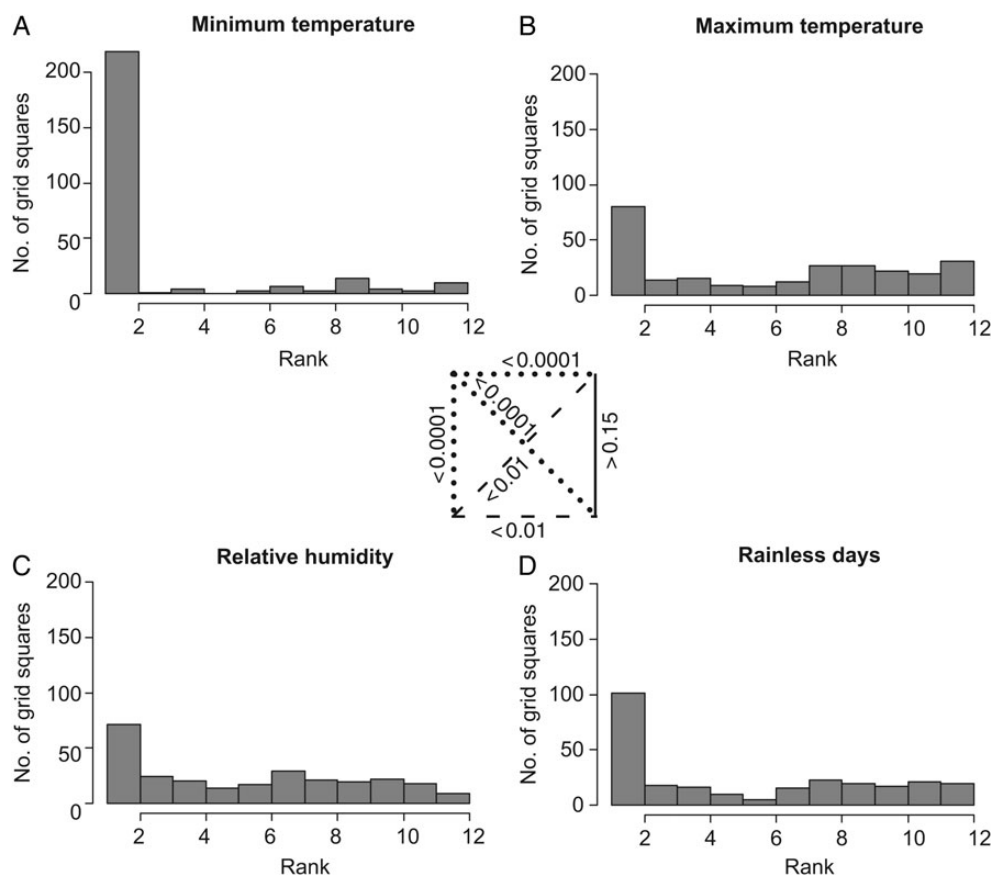 A
Minimum temperature
No. of grid squares
200
150
100
50
0
2 4 6 8 10 12
Rank
B
Maximum temperature
No. of grid squares
200
150
100
50
0
2 4 6 8 10 12
Rank
<0.0001
<0.0001
<0.0001
>0.15
<0.01
<0.01
C
Relative humidity
No. of grid squares
200
150
100
50
0
2 4 6 8 10 12
Rank
D
Rainless days
No. of grid squares
200
150
100
50
0
2 4 6 8 10 12
Rank